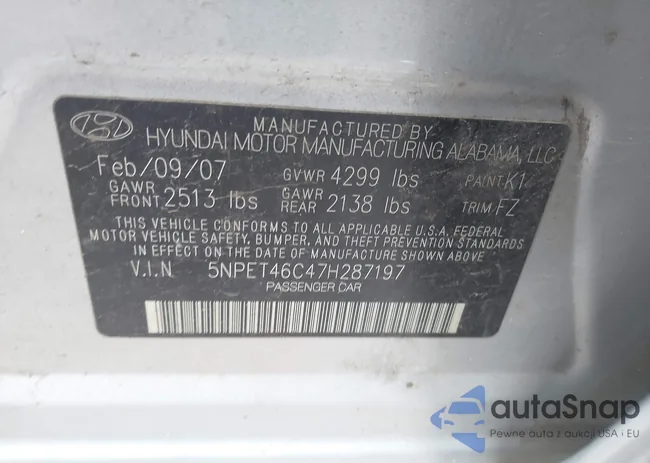 MANUFACTURED BY
HYUNDAI MOTOR MANUFACTURING ALABAMA, LLC
Feb/09/07 GVWR 4299 lbs PAINT:K1
GAWR FRONT 2513 lbs GAWR REAR 2138 lbs TRIM:FZ
THIS VEHICLE CONFORMS TO ALL APPLICABLE U.S.A. FEDERAL
MOTOR VEHICLE SAFETY, BUMPER, AND THEFT PREVENTION STANDARDS
IN EFFECT ON THE DATE OF MANUFACTURE SHOWN ABOVE
V.I.N 5NPET46C47H287197
PASSENGER CAR
autoSnap
Pewne auta z aukcji USA i EU